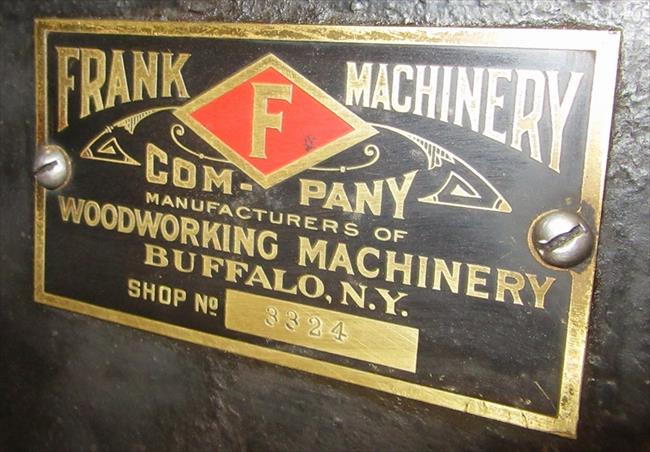 FRANK F MACHINERY
COM- PANY
MANUFACTURERS OF
WOODWORKING MACHINERY
BUFFALO, N.Y.
SHOP No 3324